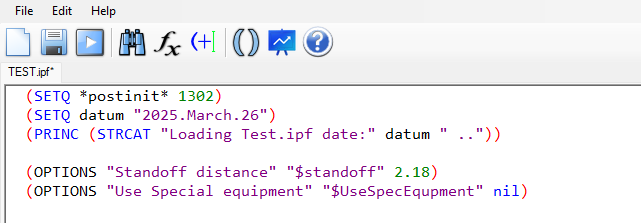 File Edit Help
fx (+|
()
?
TEST.ipf*
(SETQ *postinit* 1302)
(SETQ datum "2025.March.26")
(PRINC (STRCAT "Loading Test.ipf date:" datum " .."))
(OPTIONS "Standoff distance" "$standoff" 2.18)
(OPTIONS "Use Special equipment" "$UseSpecEqupment" nil)